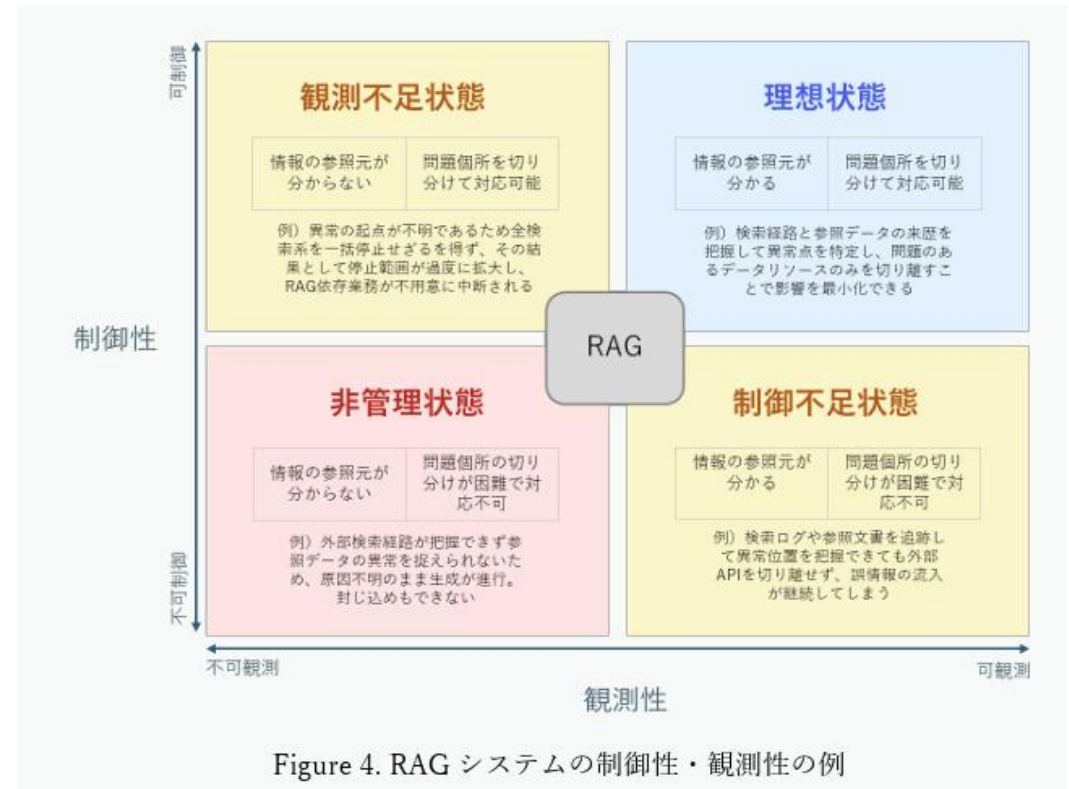 可制御
観測不足状態
情報の参照元が
分からない
問題個所を切り
分けて対応可能
例）異常の起点が不明であるため全検
索系を一括停止せざるを得ず、その結
果として停止範囲が過度に拡大し、
RAG依存業務が不用意に中断される
理想状態
情報の参照元が
分かる
問題個所を切り
分けて対応可能
例）検索経路と参照データの来歴を
把握して異常点を特定し、問題のあ
るデータリソースのみを切り離すこ
とで影響を最小化できる
制御性
RAG
非管理状態
情報の参照元が
分からない
問題個所の切り
分けが困難で対
応不可
例）外部検索経路が把握できず参
照データの異常を捉えられないた
め、原因不明のまま生成が進行。
封じ込めもできない
制御不足状態
情報の参照元が
分かる
問題個所の切り
分けが困難で対
応不可
例）検索ログや参照文書を追跡し
て異常位置を把握できても外部
APIを切り離せず、誤情報の流入
が継続してしまう
不可制御
不可観測
可観測
観測性
Figure 4. RAG システムの制御性・観測性の例